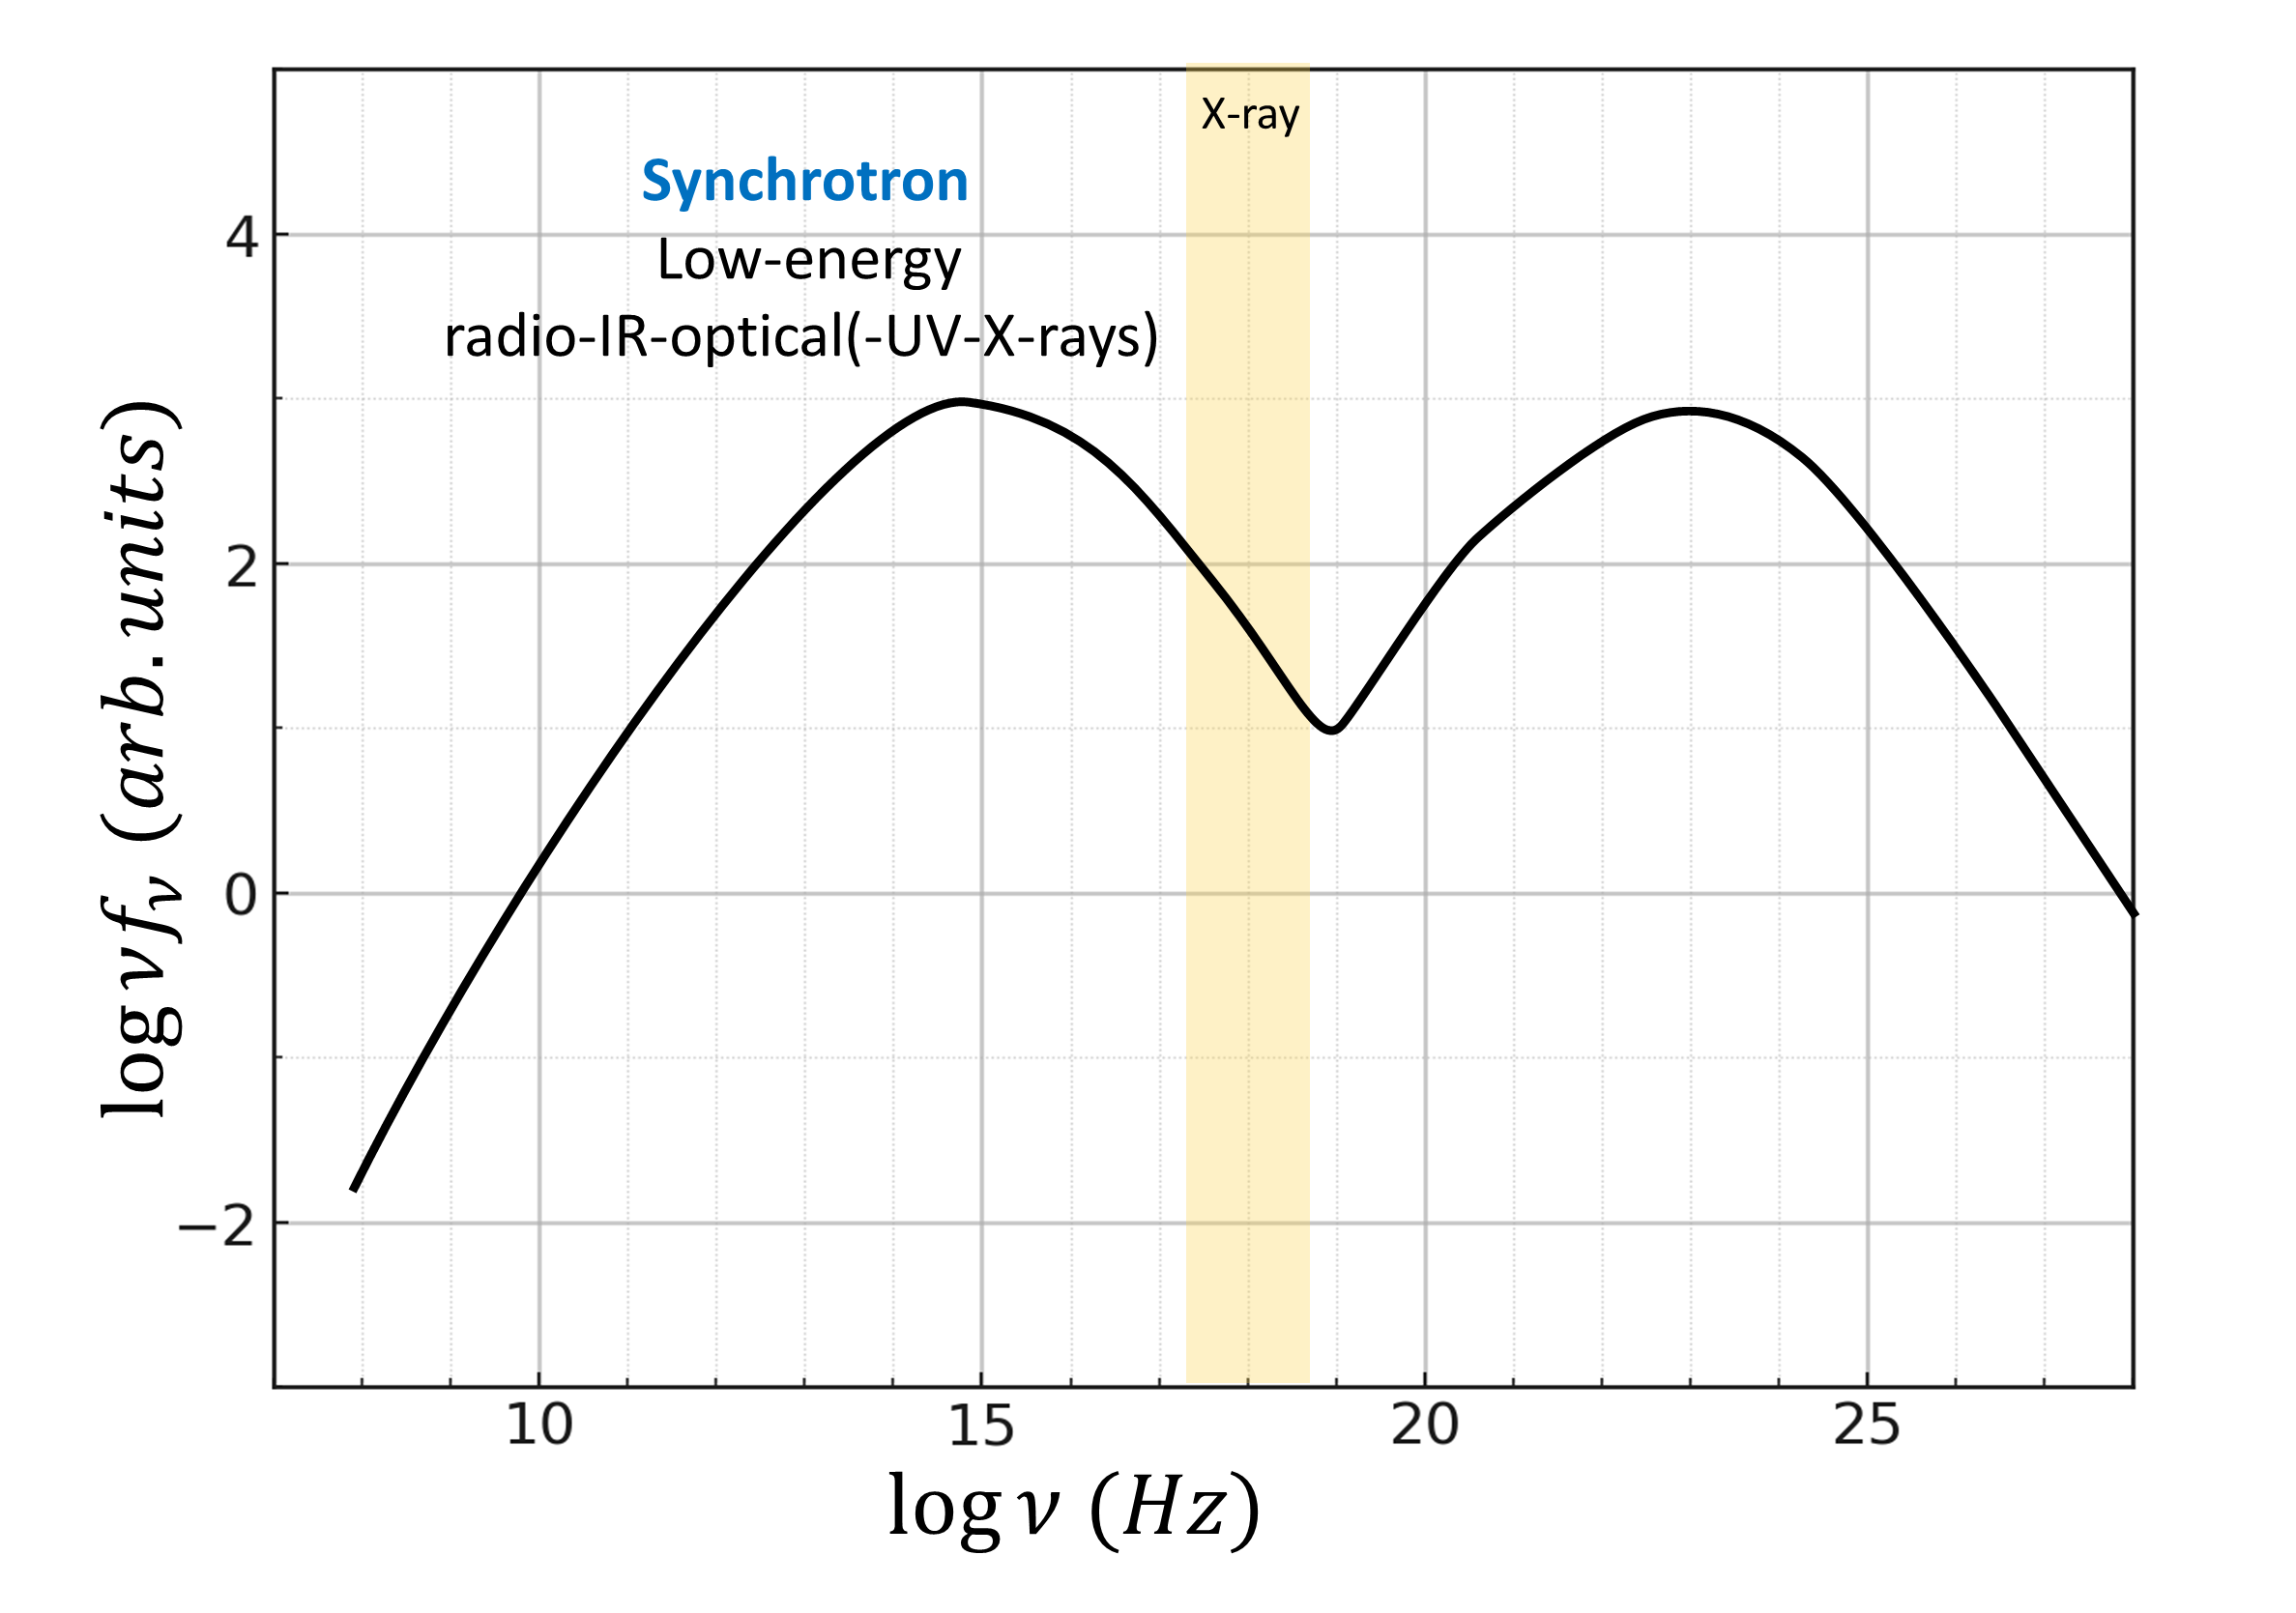 X-ray
Synchrotron
Low-energy
radio-IR-optical(-UV-X-rays)
4
2
0
−2
log ν f_ν (arb. units)
10 15 20 25
log ν (Hz)